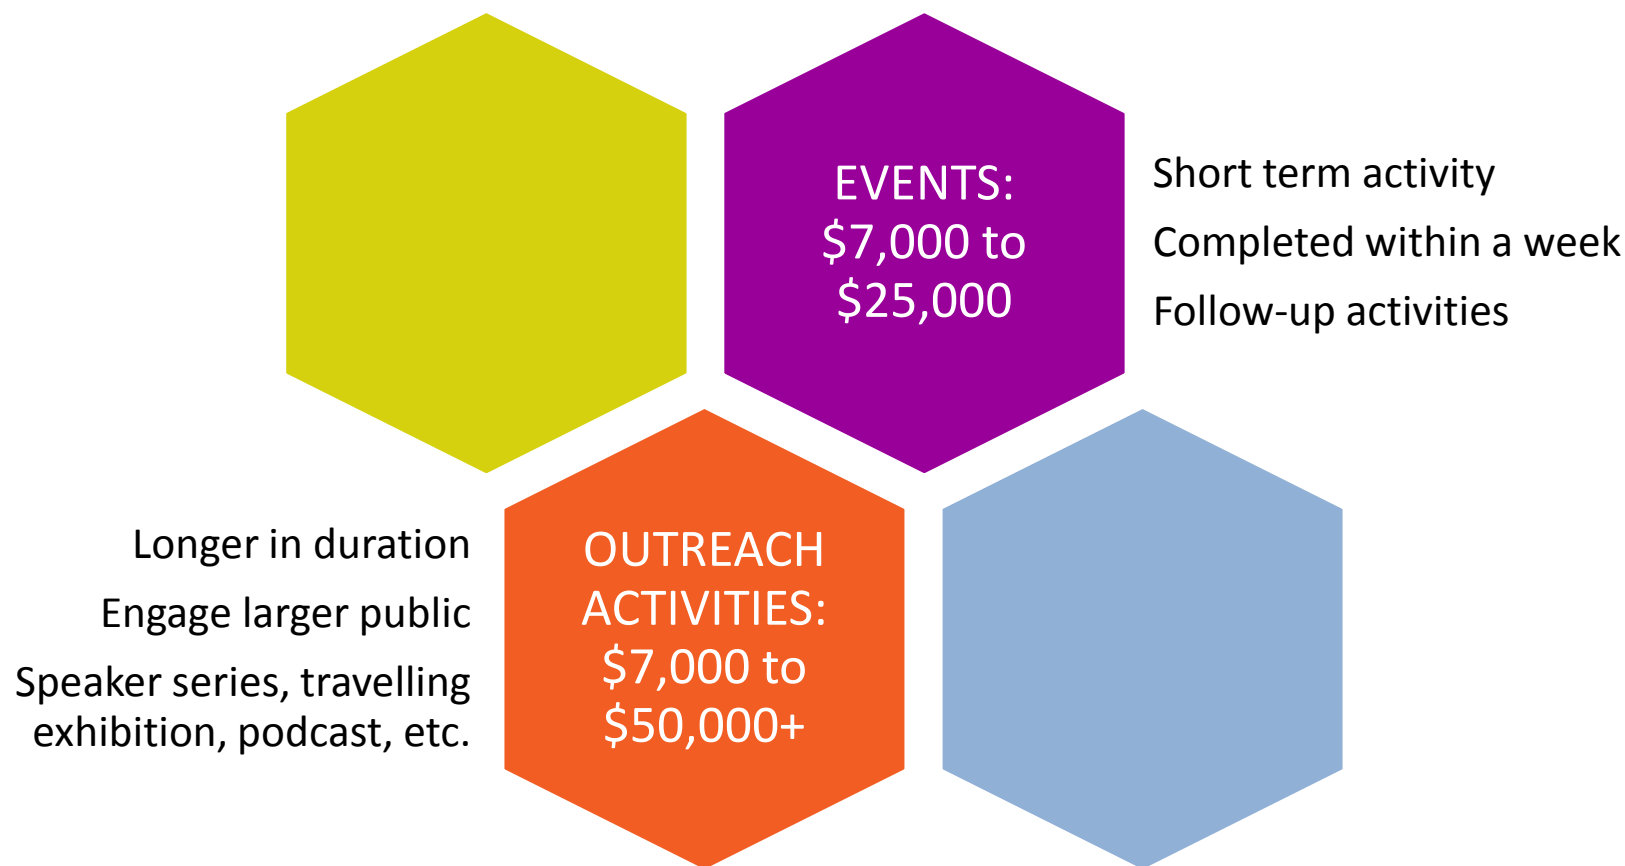 EVENTS:
$7,000 to
$25,000
Short term activity
Completed within a week
Follow-up activities
Longer in duration
Engage larger public
Speaker series, travelling
exhibition, podcast, etc.
OUTREACH
ACTIVITIES:
$7,000 to
$50,000+